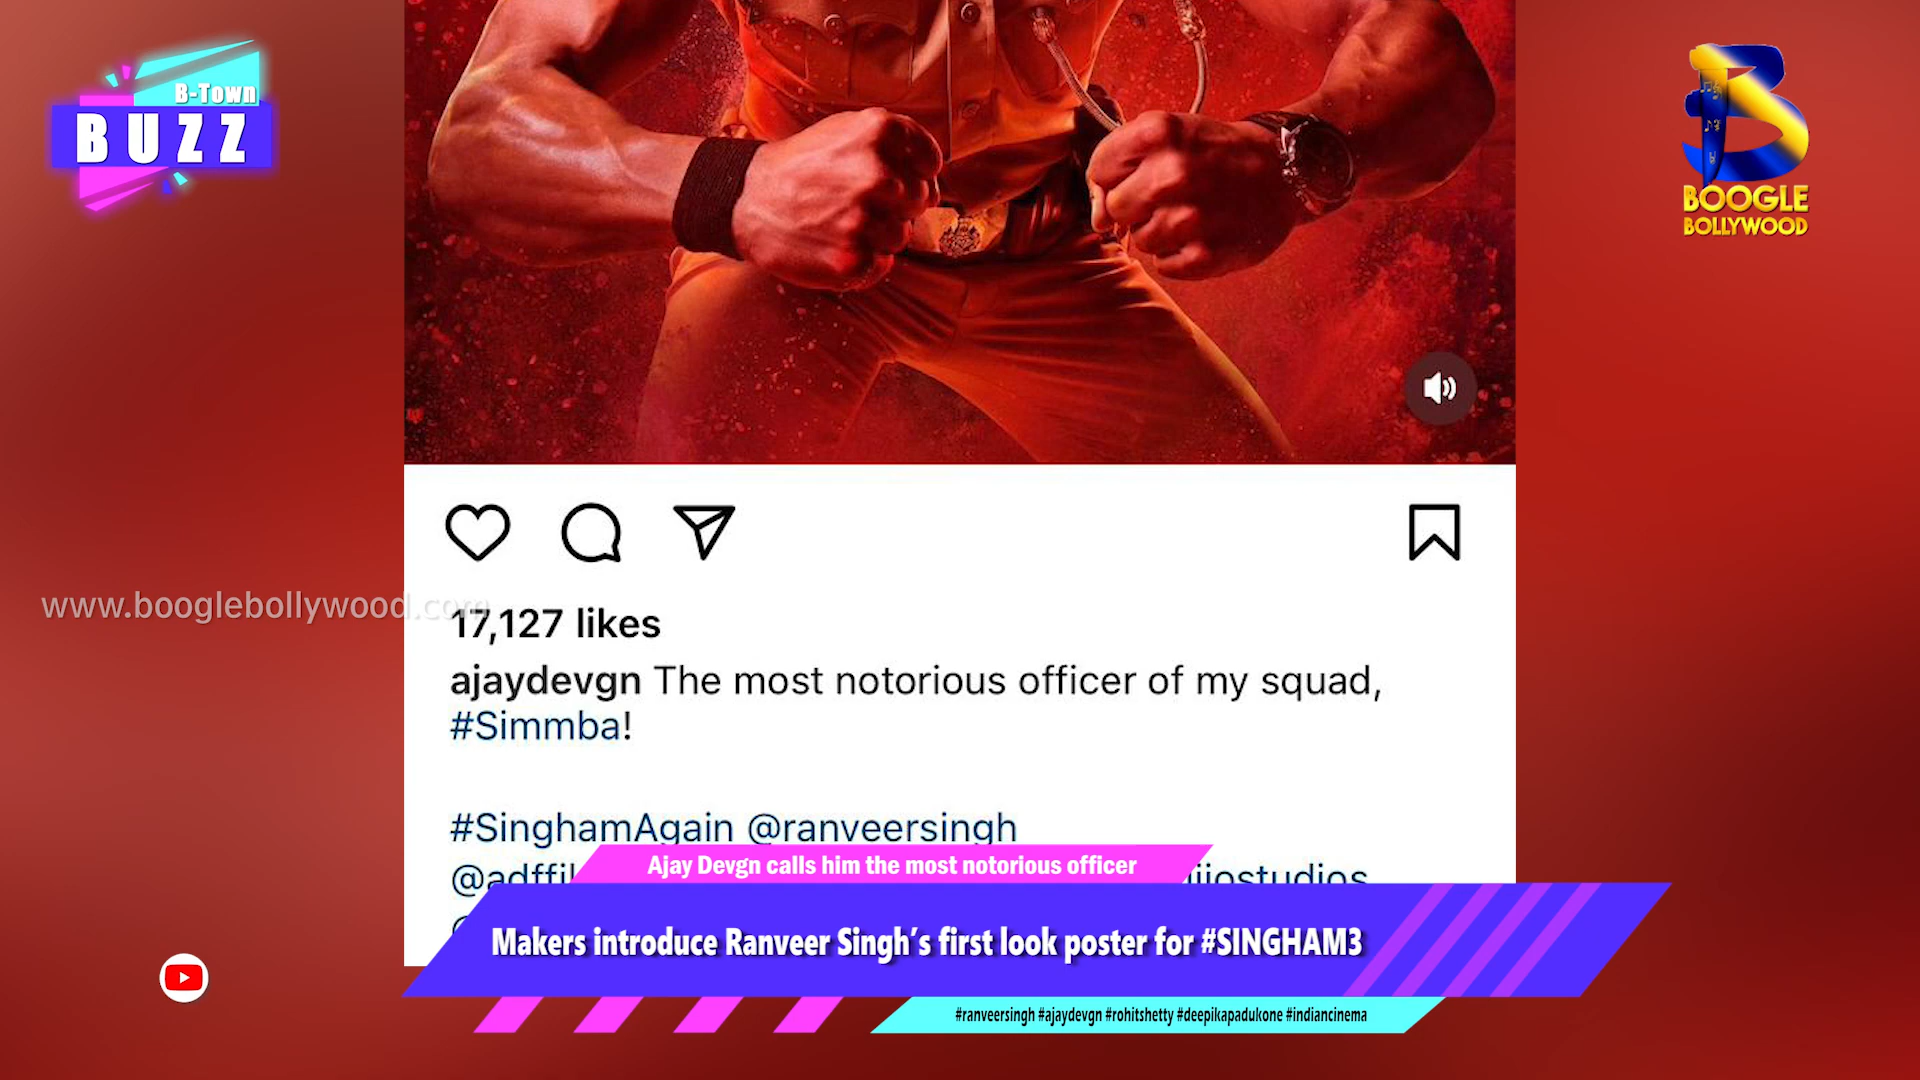 B-Town
BUZZ
BOOGLE
BOLLYWOOD
www.booglebollywood.com
17,127 likes
ajaydevgn The most notorious officer of my squad,
#Simmba!
#SinghamAgain @ranveersingh
Ajay Devgn calls him the most notorious officer
Makers introduce Ranveer Singh's first look poster for #SINGHAM3
#ranveersingh #ajaydevgn #rohitshetty #deepikapadukone #indiancinema